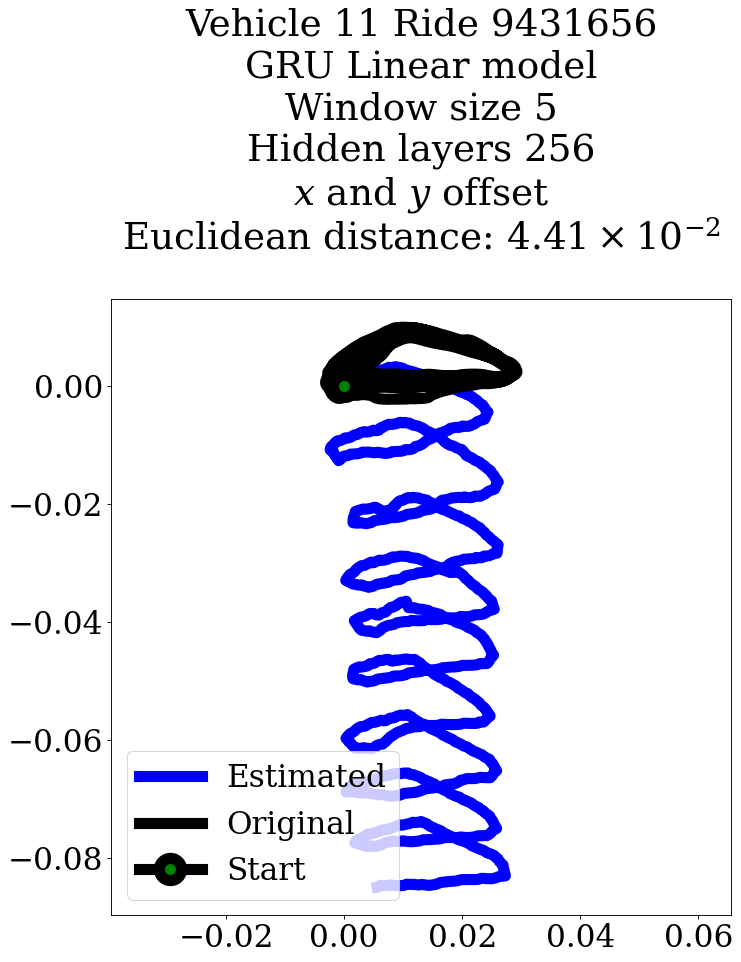 Vehicle 11 Ride 9431656
GRU Linear model
Window size 5
Hidden layers 256
x and y offset
Euclidean distance: 4.41 × 10⁻²
0.00
−0.02
−0.04
−0.06
−0.08
Estimated
Original
Start
−0.02 0.00 0.02 0.04 0.06